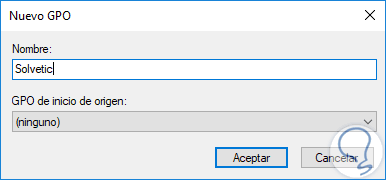 Nuevo GPO
Nombre:
Solvetic
GPO de inicio de origen:
(ninguno)
Aceptar
Cancelar